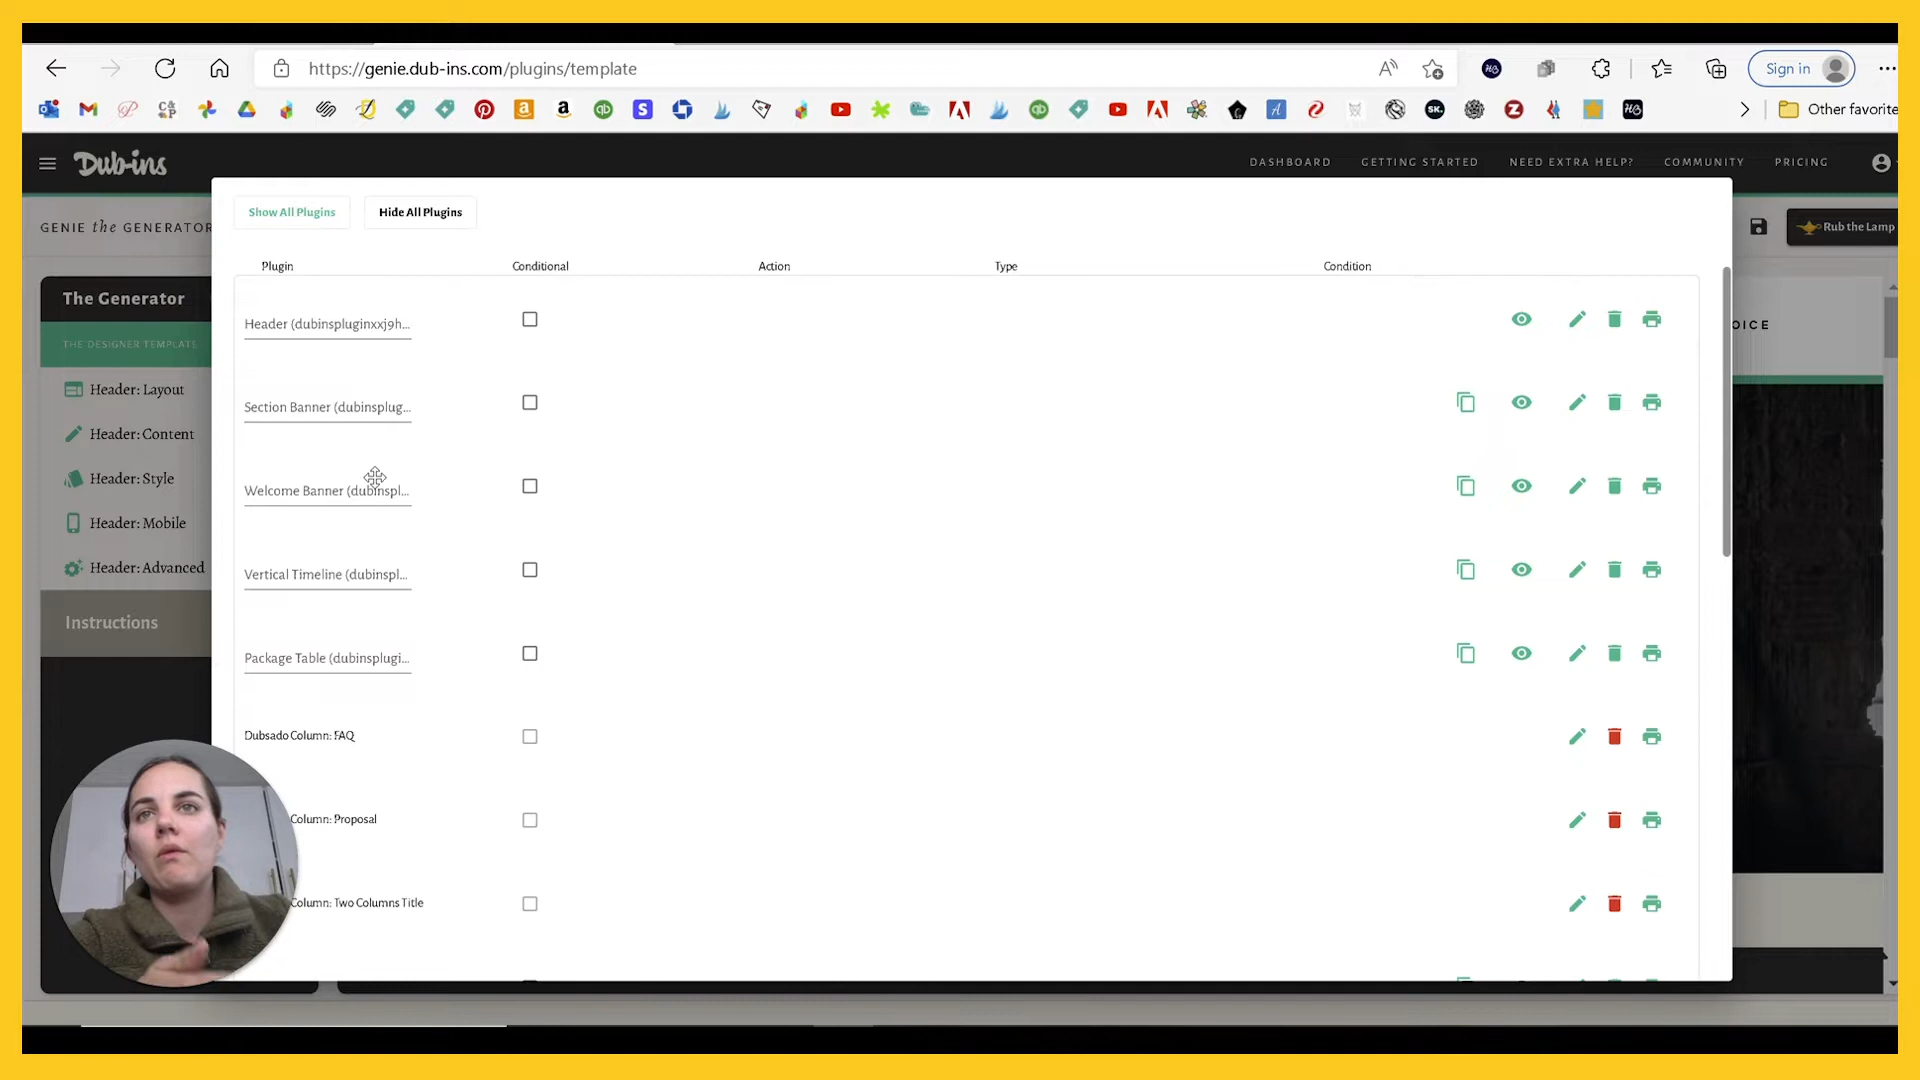 https://genie.dub-ins.com/plugins/template
Sign in
Other favorite
Dub-ins
DASHBOARD
GETTING STARTED
NEED EXTRA HELP?
COMMUNITY
PRICING
GENIE the GENERATOR
Rub the Lamp
Show All Plugins
Hide All Plugins
Plugin
Conditional
Action
Type
Condition
The Generator
THE DESIGNER TEMPLATE
Header: Layout
Header: Content
Header: Style
Header: Mobile
Header: Advanced
Instructions
OICE
Header (dubinspluginxxj9h...
Section Banner (dubinsplug...
Welcome Banner (dubinspl...
Vertical Timeline (dubinspl...
Package Table (dubinsplugi...
Dubsado Column: FAQ
Column: Proposal
Column: Two Columns Title